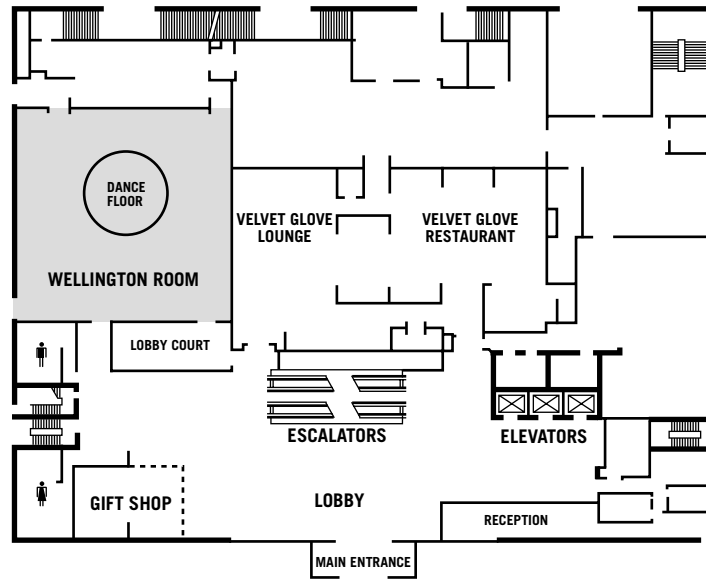 DANCE
FLOOR
VELVET GLOVE
LOUNGE
VELVET GLOVE
RESTAURANT
WELLINGTON ROOM
LOBBY COURT
ESCALATORS
ELEVATORS
GIFT SHOP
LOBBY
RECEPTION
MAIN ENTRANCE